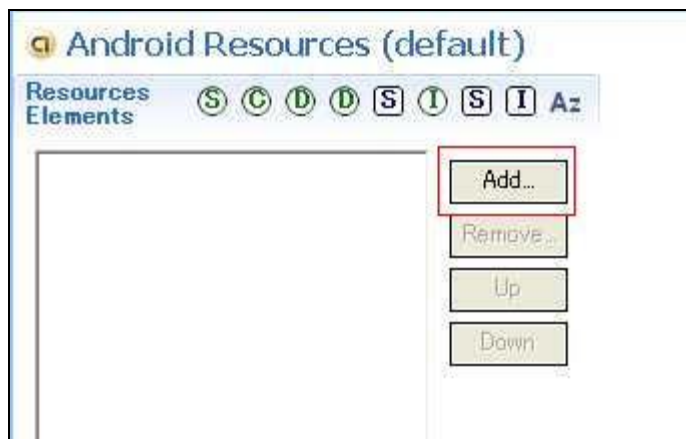 Android Resources (default)
Resources Elements
S C D D S I S I Az
Add...
Remove...
Up
Down